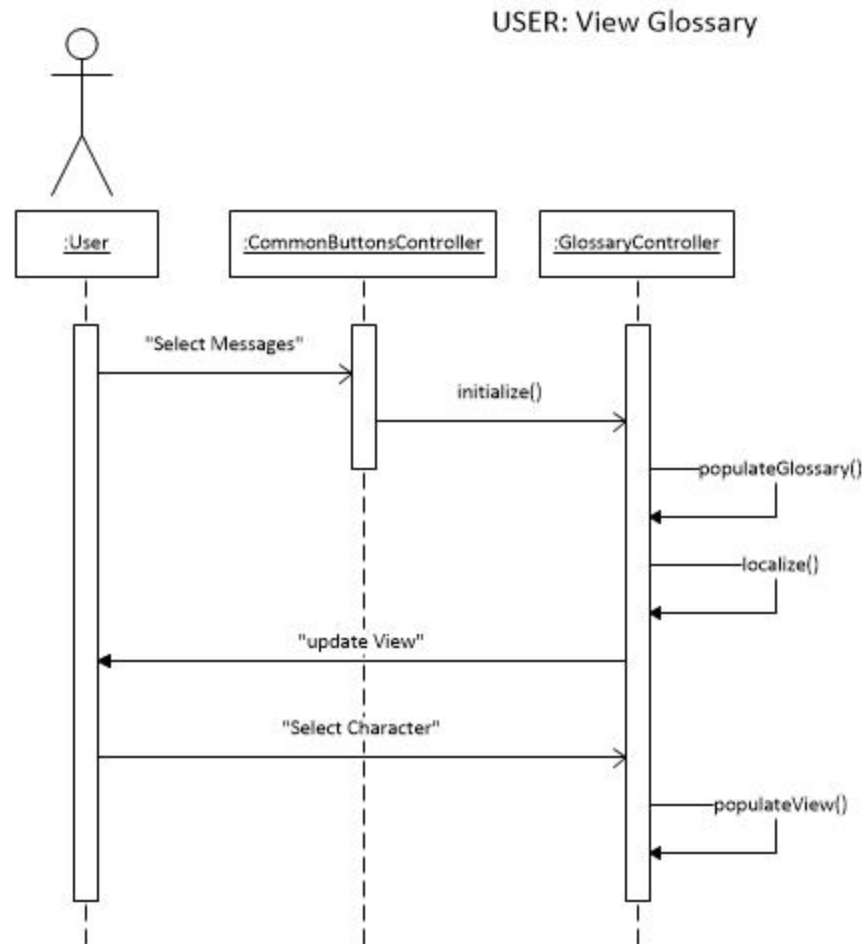 USER: View Glossary
:User
:CommonButtonsController
:GlossaryController
"Select Messages"
initialize()
populateGlossary()
localize()
"update View"
"Select Character"
populateView()